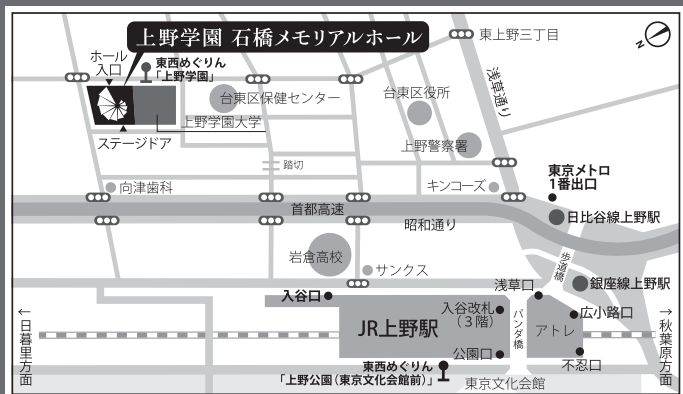 上野学園 石橋メモリアルホール
東上野三丁目
N
ホール
入口
東西めぐりん
「上野学園」
台東区保健センター
台東区役所
浅草通り
上野学園大学
ステージドア
上野警察署
踏切
東京メトロ
1番出口
向津歯科
キンコーズ
首都高速
日比谷線上野駅
昭和通り
岩倉高校
サンクス
歩道橋
銀座線上野駅
入谷口
浅草口
入谷改札
（3階）
広小路口
JR上野駅
パンダ橋
アトレ
公園口
不忍口
←日暮里方面
→秋葉原方面
東西めぐりん
「上野公園（東京文化会館前）」
東京文化会館